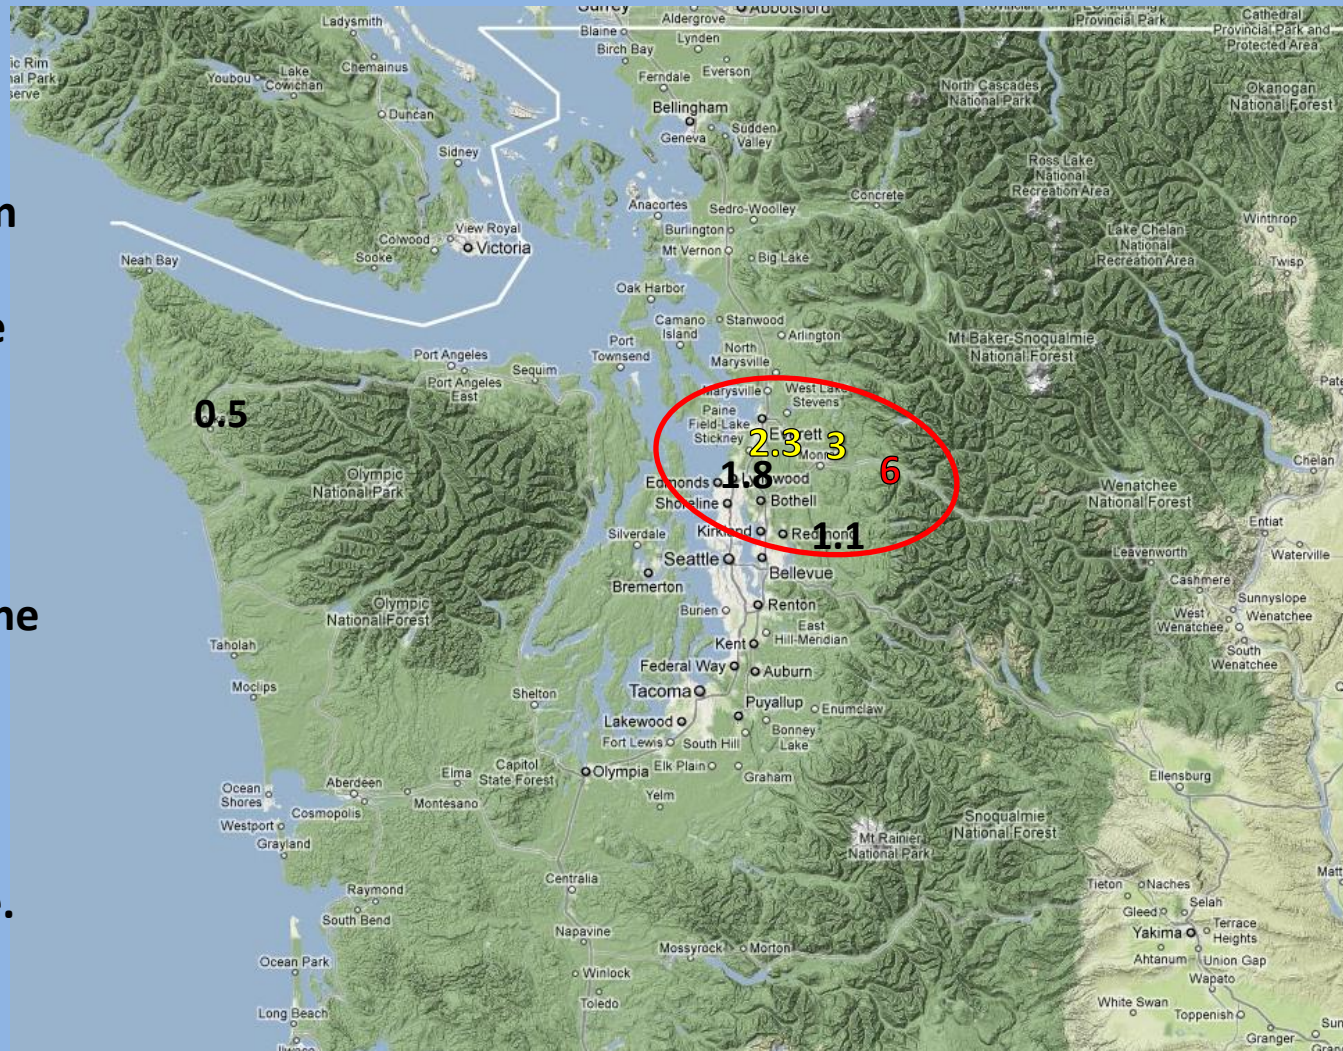 Surrey
Abbotsford
Aldergrove
Provincial Park
Provincial Park
Cathedral
Provincial Park and
Protected Area
Ladysmith
Blaine
Lynden
Birch Bay
Everson
Ferndale
Youbou
Lake
Cowichan
Chemainus
Duncan
Bellingham
Geneva
Sudden
Valley
North Cascades
National Park
Okanogan
National Forest
Sidney
Ross Lake
National
Recreation Area
Concrete
Anacortes
Sedro-Woolley
Burlington
Mt Vernon
Big Lake
Winthrop
Twisp
Lake Chelan
National
Recreation Area
View Royal
Colwood
Victoria
Sooke
Neah Bay
Oak Harbor
Camano
Island
Stanwood
Arlington
Port
Townsend
North
Marysville
Mt Baker-Snoqualmie
National Forest
Port Angeles
Port Angeles
East
Sequim
Marysville
West Lake
Stevens
Paine
Field-Lake
Stickney
Everett
0.5
2.3
3
6
1.8
1.1
Edmonds
Shoreline
Bothell
Kirkland
Redmond
Olympic
National Park
Chelan
Wenatchee
National Forest
Entiat
Waterville
Leavenworth
Cashmere
Sunnyslope
West
Wenatchee
Wenatchee
South
Wenatchee
Silverdale
Seattle
Bellevue
Bremerton
Burien
Renton
East
Hill-Meridian
Kent
Olympic
National Forest
Taholah
Moclips
Federal Way
Auburn
Tacoma
Shelton
Puyallup
Enumclaw
Lakewood
Bonney
Lake
Fort Lewis
South Hill
Elk Plain
Graham
Olympia
Capitol
State Forest
Elma
Yelm
Ellensburg
Aberdeen
Ocean
Shores
Cosmopolis
Montesano
Westport
Grayland
Snoqualmie
National Forest
Mt Rainier
National Park
Raymond
South Bend
Centralia
Napavine
Mossyrock
Morton
Winlock
Toledo
Ocean Park
Long Beach
Ilwaco
Tieton
Naches
Selah
Gleed
Terrace
Heights
Yakima
Ahtanum
Union Gap
Wapato
White Swan
Toppenish
Granger